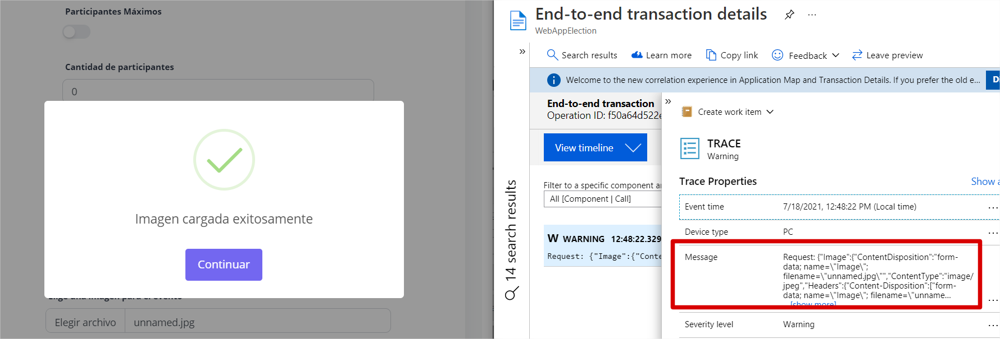 Participantes Máximos
Cantidad de participantes
0
Imagen cargada exitosamente
Continuar
Elige una imagen para el evento
Elegir archivo
unnamed.jpg
End-to-end transaction details
...
WebAppElection
»
Search results
Learn more
Copy link
Feedback
Leave preview
Welcome to the new correlation experience in Application Map and Transaction Details. If you prefer the old e...
End-to-end transaction
Operation ID: f50a64d522e
View timeline
Filter to a specific component
All [Component | Call]
W WARNING 12:48:22.329
Request: {"Image":{"Conte
14 search results
»
Create work item
TRACE
Warning
Trace Properties
Show
Event time 7/18/2021, 12:48:22 PM (Local time) ...
Device type PC ...
Message
Request: {"Image":{"ContentDisposition":"form-
data; name=\"Image\";
filename=\"unnamed.jpg\"","ContentType":"image/
jpeg","Headers":{"Content-Disposition":["form-
data; name=\"Image\"; filename=\"unname...
...[show more] ...
Severity level Warning ...